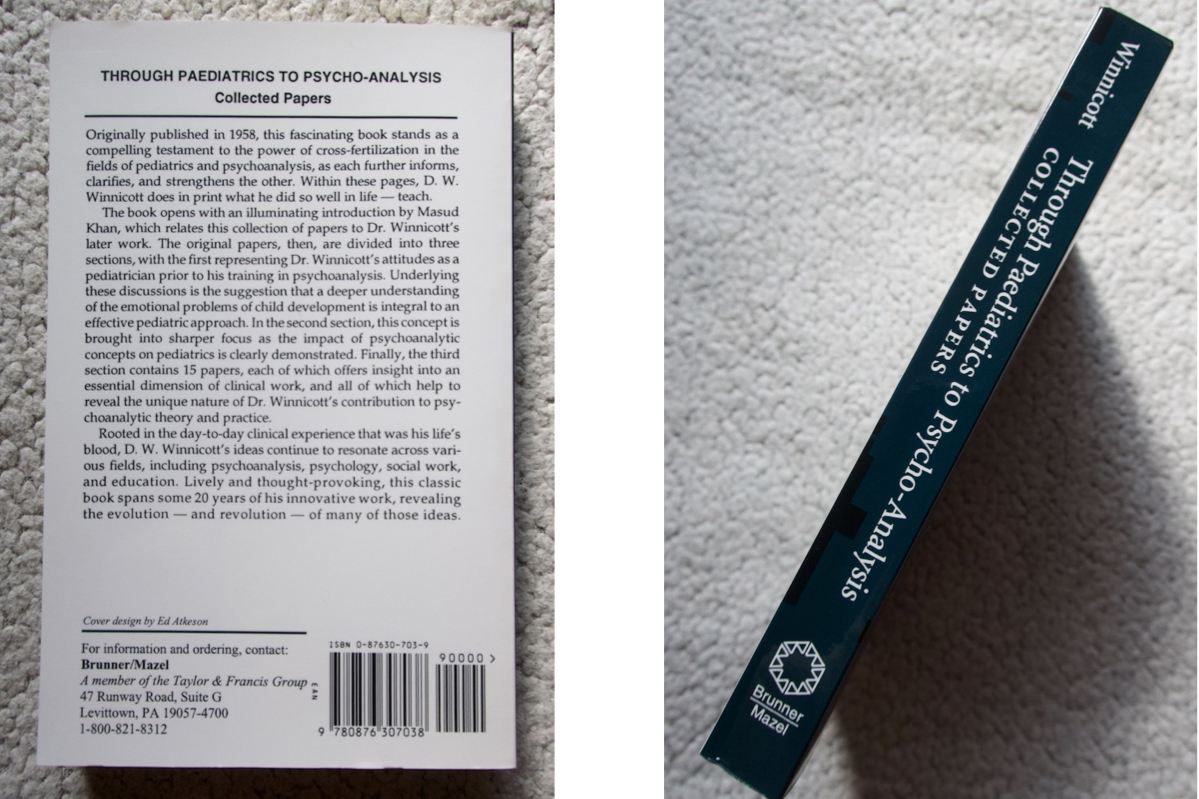 THROUGH PAEDIATRICS TO PSYCHO-ANALYSIS
Collected Papers
Originally published in 1958, this fascinating book stands as a
compelling testament to the power of cross-fertilization in the
fields of pediatrics and psychoanalysis, as each further informs,
clarifies, and strengthens the other. Within these pages, D. W.
Winnicott does in print what he did so well in life — teach.
The book opens with an illuminating introduction by Masud
Khan, which relates this collection of papers to Dr. Winnicott's
later work. The original papers, then, are divided into three
sections, with the first representing Dr. Winnicott's attitudes as a
pediatrician prior to his training in psychoanalysis. Underlying
these discussions is the suggestion that a deeper understanding
of the emotional problems of child development is integral to an
effective pediatric approach. In the second section, this concept is
brought into sharper focus as the impact of psychoanalytic
concepts on pediatrics is clearly demonstrated. Finally, the third
section contains 15 papers, each of which offers insight into an
essential dimension of clinical work, and all of which help to
reveal the unique nature of Dr. Winnicott's contribution to psy-
choanalytic theory and practice.
Rooted in the day-to-day clinical experience that was his life's
blood, D. W. Winnicott's ideas continue to resonate across vari-
ous fields, including psychoanalysis, psychology, social work,
and education. Lively and thought-provoking, this classic
book spans some 20 years of his innovative work, revealing
the evolution — and revolution — of many of those ideas.
Cover design by Ed Atkeson
For information and ordering, contact:
Brunner/Mazel
A member of the Taylor & Francis Group
47 Runway Road, Suite G
Levittown, PA 19057-4700
1-800-821-8312
ISBN 0-87630-703-9
90000 >
EAN
9 780876 307038
Winnicott
Through Paediatrics to Psycho-Analysis
COLLECTED PAPERS
Brunner
Mazel